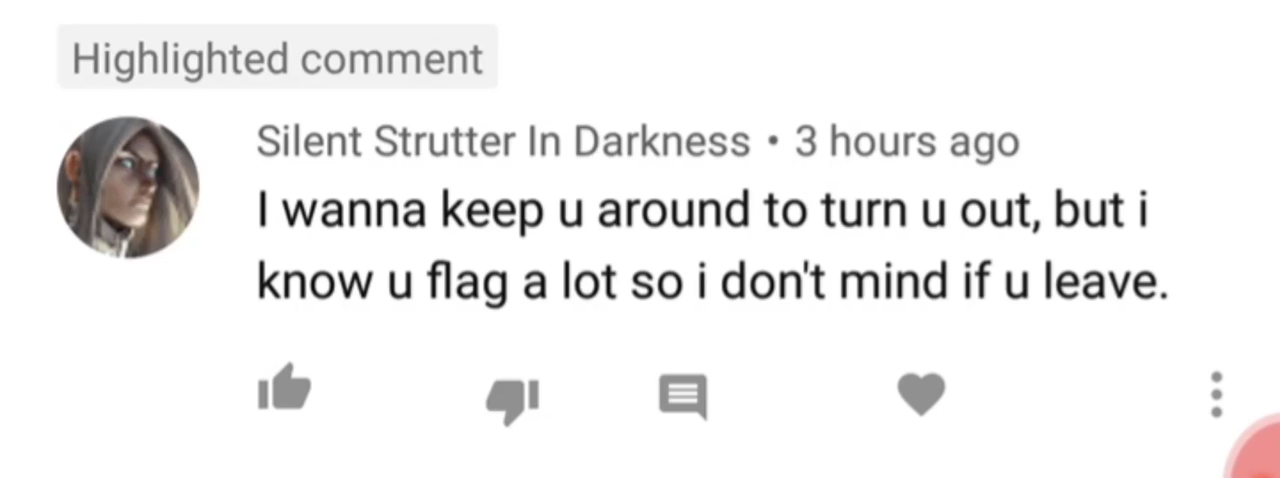 Highlighted comment
Silent Strutter In Darkness • 3 hours ago
I wanna keep u around to turn u out, but i
know u flag a lot so i don't mind if u leave.